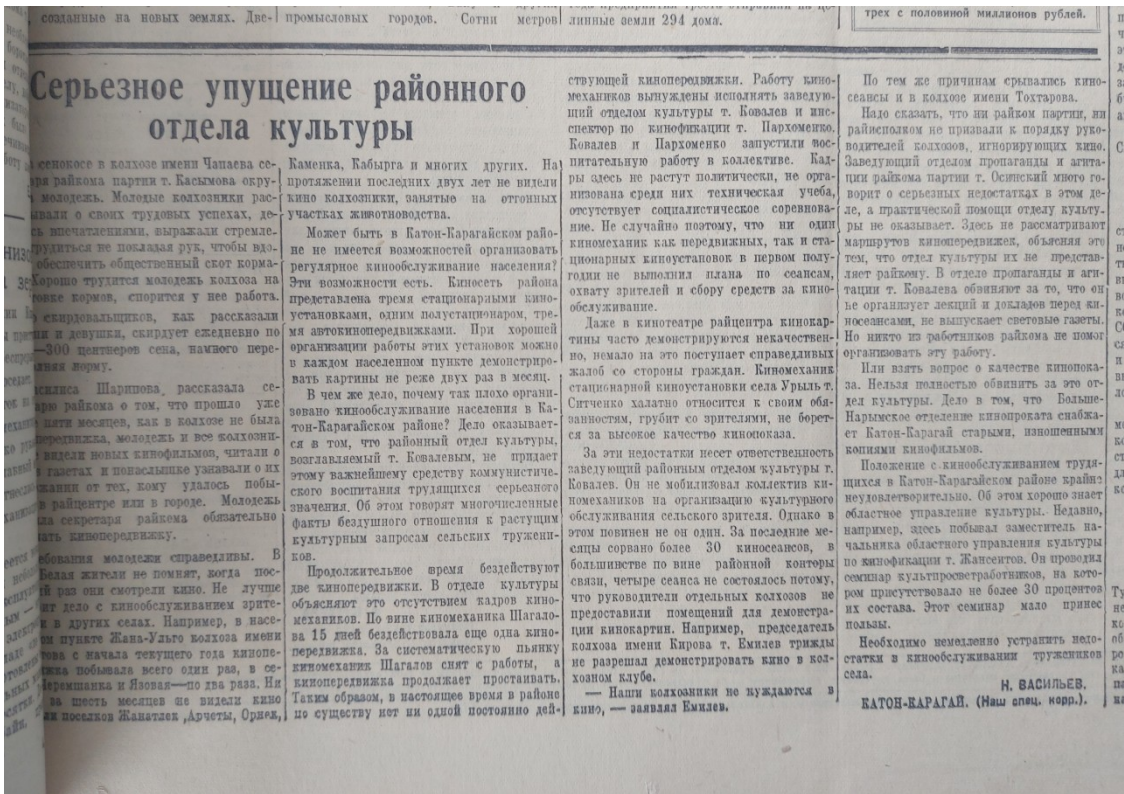 созданные на новых землях.
промысловых городов. Сотни метров
линные земли 294 дома.
трех с половиной миллионов рублей.
Серьезное упущение районного
отдела культуры
сенокосе в колхозе имени Чапаева се-
ря райкома партии т. Касымова окру-
молодежь. Молодые колхозники рас-
ывали о своих трудовых успехах, де-
сь впечатлениями, выражали стремле-
трудиться не покладая рук, чтобы вдо-
обеспечить общественный скот корма-
Хорошо трудится молодежь колхоза на
товке кормов, спорится у нее работа.
скирдовальщиков, как рассказали
ни и девушки, скирдует ежедневно по
—300 центнеров сена, намного пере-
лняя норму.
силиса Шарипова рассказала се-
арю райкома о том, что прошло уже
пяти месяцев, как в колхозе не была
передвижка, молодежь и все колхозни-
видели новых кинофильмов, читали о
в газетах и понаслышке узнавали о их
жании от тех, кому удалось побы-
в райцентре или в городе. Молодежь
ла секретаря райкома обязательно
вать кинопередвижку.
ебования молодежи справедливы. В
Белая жители не помнят, когда пос-
й раз они смотрели кино. Не лучше
ит дело с кинообслуживанием зрите-
и в других селах. Например, в насе-
м пункте Жана-Ульго колхоза имени
това с начала текущего года кинопе-
жка побывала всего один раз, в се-
Черемшанка и Язовая—по два раза. Ни
за шесть месяцев не видели кино
ли поселков Жанатлек ,Арчеты, Орнек,
Каменка, Кабырга и многих других. На
протяжении последних двух лет не видели
кино колхозники, занятые на отгонных
участках животноводства.
Может быть в Катон-Карагайском райо-
не не имеется возможностей организовать
регулярное кинообслуживание населения?
Эти возможности есть. Киносеть района
представлена тремя стационарными кино-
установками, одним полустационаром, тре-
мя автокинопередвижками. При хорошей
организации работы этих установок можно
в каждом населенном пункте демонстриро-
вать картины не реже двух раз в месяц.
В чем же дело, почему так плохо органи-
зовано кинообслуживание населения в Ка-
тон-Карагайском районе? Дело оказывает-
ся в том, что районный отдел культуры,
возглавляемый т. Ковалевым, не придает
этому важнейшему средству коммунистиче-
ского воспитания трудящихся серьезного
значения. Об этом говорят многочисленные
факты бездушного отношения к растущим
культурным запросам сельских тружени-
ков.
Продолжительное время бездействуют
две кинопередвижки. В отделе культуры
объясняют это отсутствием кадров кино-
механиков. По вине киномеханика Шагало-
ва 15 дней бездействовала еще одна кино-
передвижка. За систематическую пьянку
киномеханик Шагалов снят с работы, а
кинопередвижка продолжает простаивать.
Таким образом, в настоящее время в районе
по существу нет ни одной постоянно дей-
ствующей кинопередвижки. Работу кино-
механиков вынуждены исполнять заведую-
щий отделом культуры т. Ковалев и инс-
пектор по кинофикации т. Пархоменко.
Ковалев и Пархоменко запустили вос-
питательную работу в коллективе. Кад-
ры здесь не растут политически, не орга-
низована среди них техническая учеба,
отсутствует социалистическое соревнова-
ние. Не случайно поэтому, что ни один
киномеханик как передвижных, так и ста-
ционарных киноустановок в первом полу-
годии не выполнил плана по сеансам,
охвату зрителей и сбору средств за кино-
обслуживание.
Даже в кинотеатре райцентра кинокар-
тины часто демонстрируются некачествен-
но, немало на это поступает справедливых
жалоб со стороны граждан. Киномеханик
стационарной киноустановки села Урыль т.
Ситченко халатно относится к своим обя-
занностям, грубит со зрителями, не борет-
ся за высокое качество кинопоказа.
За эти недостатки несет ответственность
заведующий районным отделом культуры т.
Ковалев. Он не мобилизовал коллектив ки-
номехаников на организацию культурного
обслуживания сельского зрителя. Однако в
этом повинен не он один. За последние ме-
сяцы сорвано более 30 киносеансов, в
большинстве по вине районной конторы
связи, четыре сеанса не состоялось потому,
что руководители отдельных колхозов не
предоставили помещений для демонстра-
ции кинокартин. Например, председатель
колхоза имени Кирова т. Емилев трижды
не разрешал демонстрировать кино в кол-
хозном клубе.
— Наши колхозники не нуждаются в
кино, — заявлял Емилев.
По тем же причинам срывались кино-
сеансы и в колхозе имени Тохтарова.
Надо сказать, что ни райком партии, ни
райисполком не призвали к порядку руко-
водителей колхозов, игнорирующих кино.
Заведующий отделом пропаганды и агита-
ции райкома партии т. Осинский много го-
ворит о серьезных недостатках в этом де-
ле, а практической помощи отделу культу-
ры не оказывает. Здесь не рассматривают
маршрутов кинопередвижек, объясняя это
тем, что отдел культуры их не представ-
ляет райкому. В отделе пропаганды и аги-
тации т. Ковалева обвиняют за то, что он
не организует лекций и докладов перед ки-
носеансами, не выпускает световые газеты.
Но никто из работников райкома не помог
организовать эту работу.
Или взять вопрос о качестве кинопока-
за. Нельзя полностью обвинить за это от-
дел культуры. Дело в том, что Больше-
Нарымское отделение кинопроката снабжа-
ет Катон-Карагай старыми, изношенными
копиями кинофильмов.
Положение с кинообслуживанием трудя-
щихся в Катон-Карагайском районе крайне
неудовлетворительно. Об этом хорошо знает
областное управление культуры. Недавно,
например, здесь побывал заместитель на-
чальника областного управления культуры
по кинофикации т. Жансеитов. Он проводил
семинар культпросветработников, на кото-
ром присутствовало не более 30 процентов
их состава. Этот семинар мало принес
пользы.
Необходимо немедленно устранить недо-
статки в кинообслуживании тружеников
села.
Н. ВАСИЛЬЕВ.
КАТОН-КАРАГАЙ. (Наш спец. корр.).